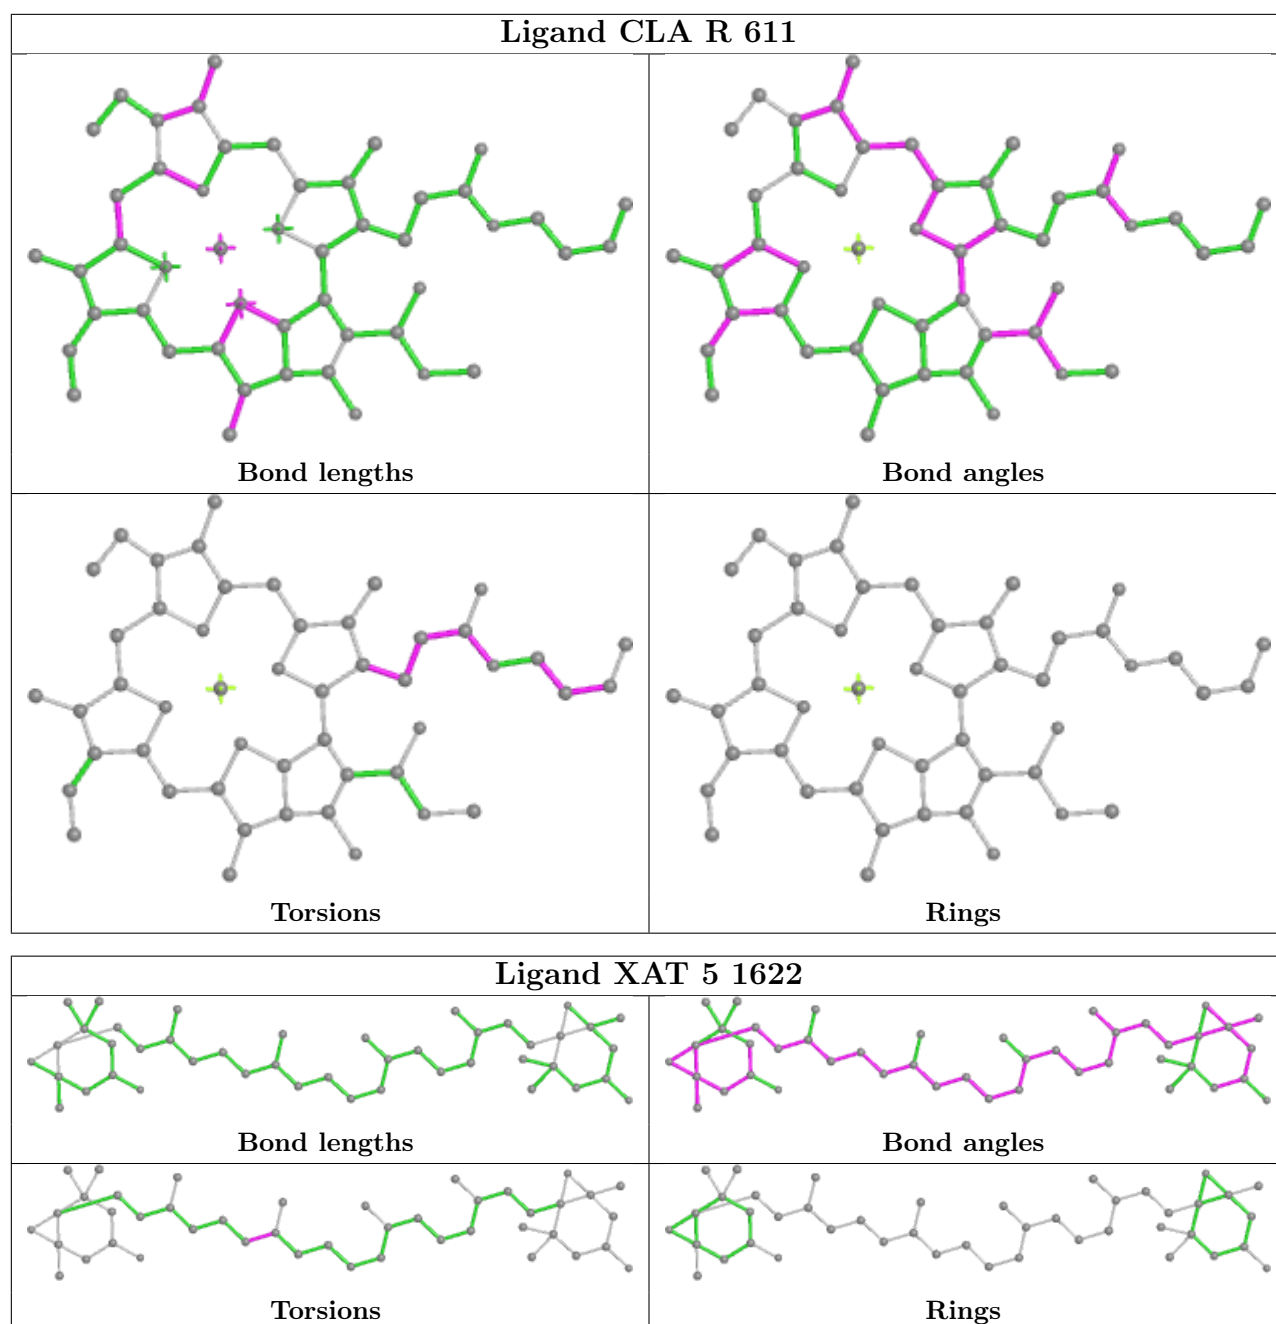 Ligand CLA R 611
Bond lengths
Bond angles
Torsions
Rings
Ligand XAT 5 1622
Bond lengths
Bond angles
Torsions
Rings